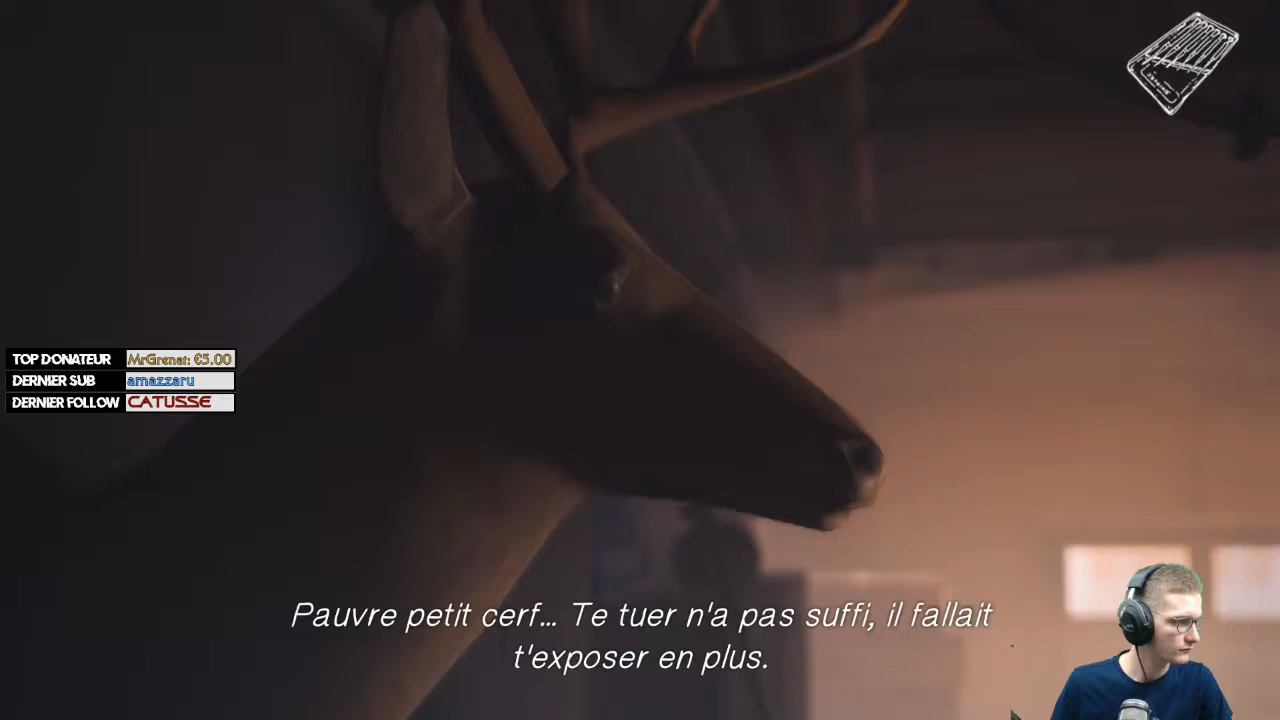 TOP DONATEUR MrGrenat: €5.00
DERNIER SUB amazzaru
DERNIER FOLLOW CATUSSE
Pauvre petit cerf... Te tuer n'a pas suffi, il fallait
t'exposer en plus.